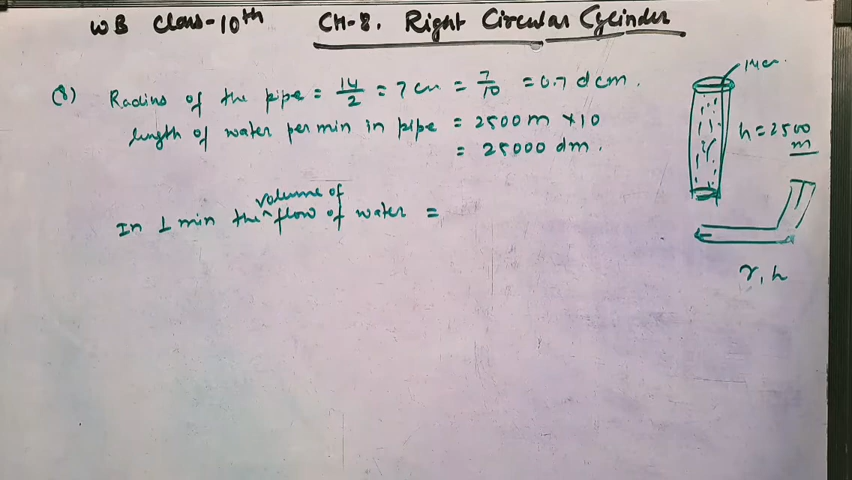 WB Class-10th CH-8. Right Circular Cylinder
(8) Radius of the pipe = 14/2 = 7 cm = 7/10 = 0.7 dcm.
length of water per min in pipe = 2500 m × 10
= 25000 dm.
In 1 min the ^ volume of flow of water =
14 cm
h = 2500 m
r, h